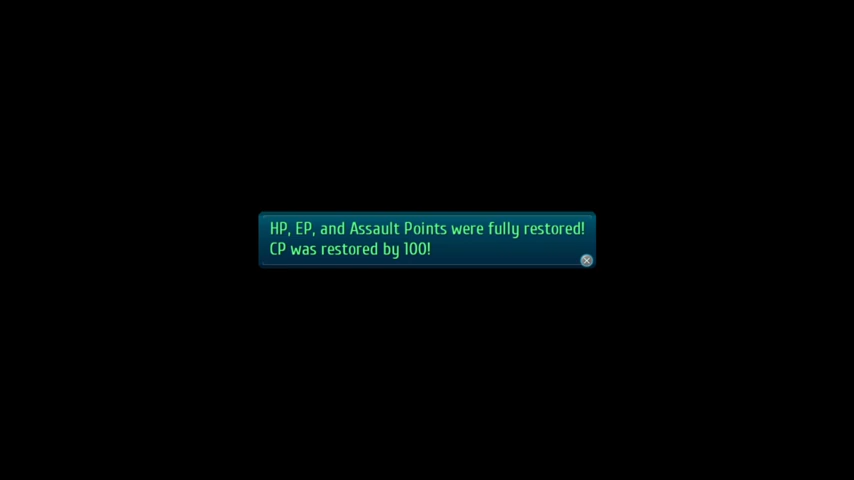 HP, EP, and Assault Points were fully restored!
CP was restored by 100!